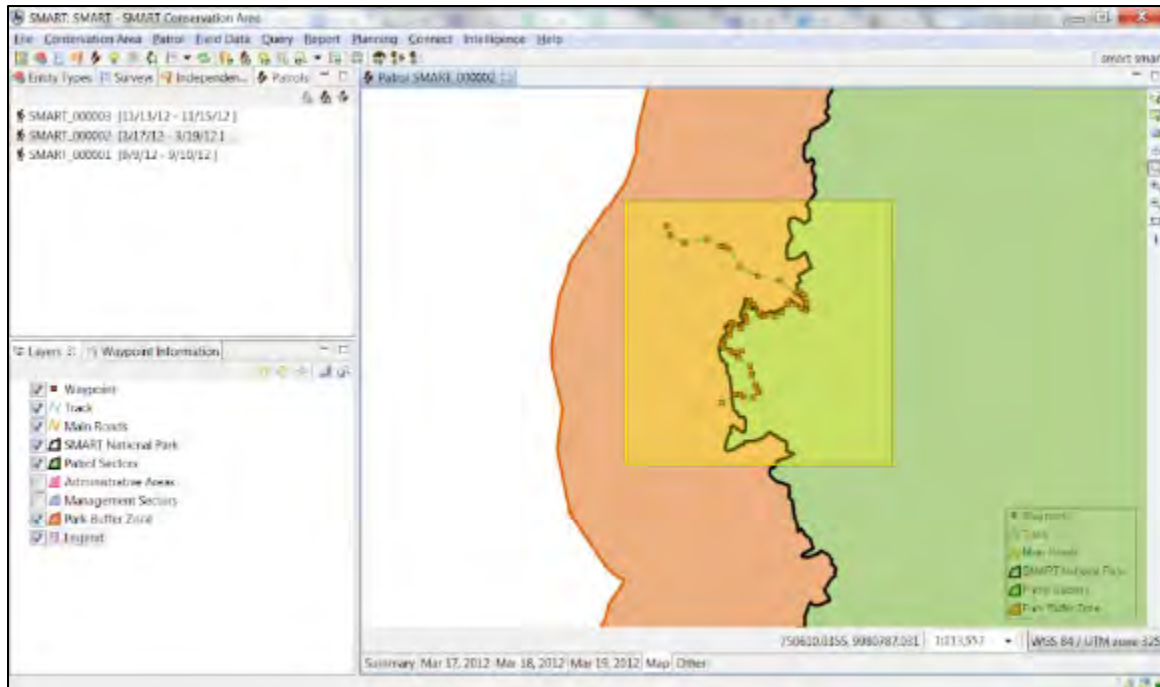 SMART: SMART - SMART Conservation Area
File Conservation Area Patrol Field Data Query Report Planning Connect Intelligence Help
smart smar
Entity Types Surveys Independen... Patrols
Patrol SMART_000002
SMART_000003 [11/13/12 - 11/15/12 ]
SMART_000002 [3/17/12 - 3/19/12 ]
SMART_000001 [9/9/12 - 9/10/12 ]
Layers Waypoint Information
Waypoint
Track
Main Roads
SMART National Park
Patrol Sectors
Administrative Areas
Management Sectors
Park Buffer Zone
Legend
Waypoint
Track
Main Roads
SMART National Park
Patrol Sectors
Park Buffer Zone
WGS 84 / UTM zone 32S
Summary Mar 17, 2012 Mar 18, 2012 Mar 19, 2012 Map Other